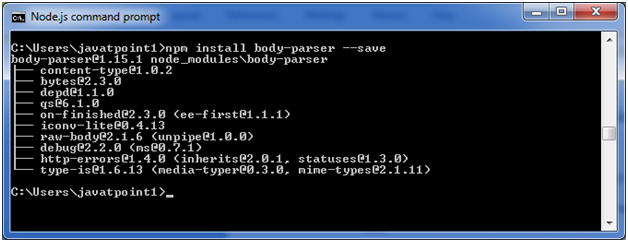 Node.js command prompt
C:\Users\javatpoint1>npm install body-parser --save
body-parser@1.15.1 node_modules\body-parser
├── content-type@1.0.2
├── bytes@2.3.0
├── depd@1.1.0
├── qs@6.1.0
├── on-finished@2.3.0 (ee-first@1.1.1)
├── iconv-lite@0.4.13
├── raw-body@2.1.6 (unpipe@1.0.0)
├── debug@2.2.0 (ms@0.7.1)
├── http-errors@1.4.0 (inherits@2.0.1, statuses@1.3.0)
└── type-is@1.6.13 (media-typer@0.3.0, mime-types@2.1.11)
C:\Users\javatpoint1>_